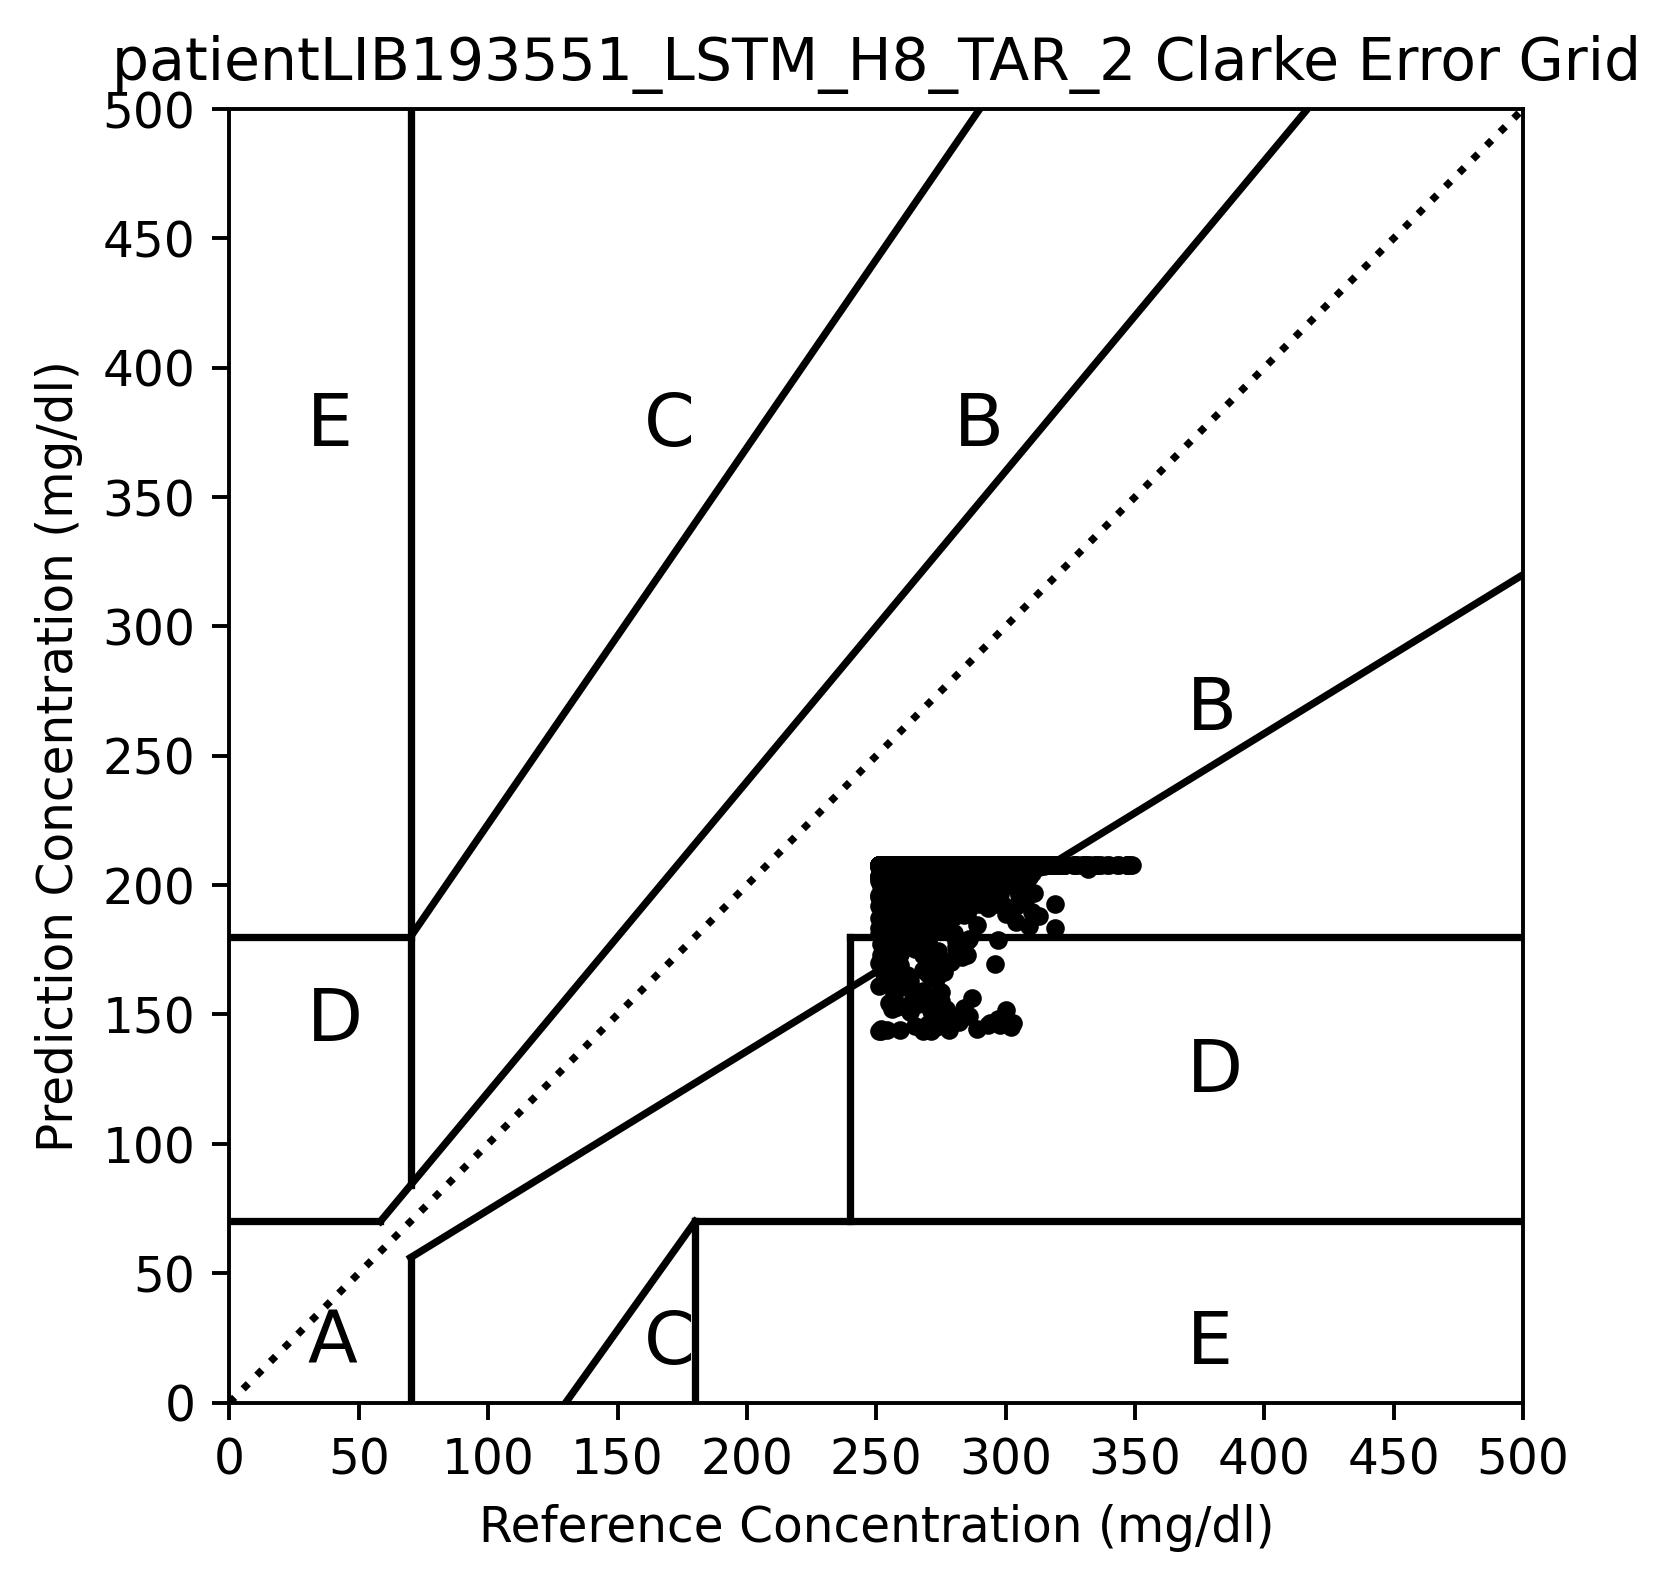 patientLIB193551_LSTM_H8_TAR_2 Clarke Error Grid
500
450
400
350
300
250
200
150
100
50
0
Prediction Concentration (mg/dl)
E
C
B
B
D
D
A
C
E
0 50 100 150 200 250 300 350 400 450 500
Reference Concentration (mg/dl)